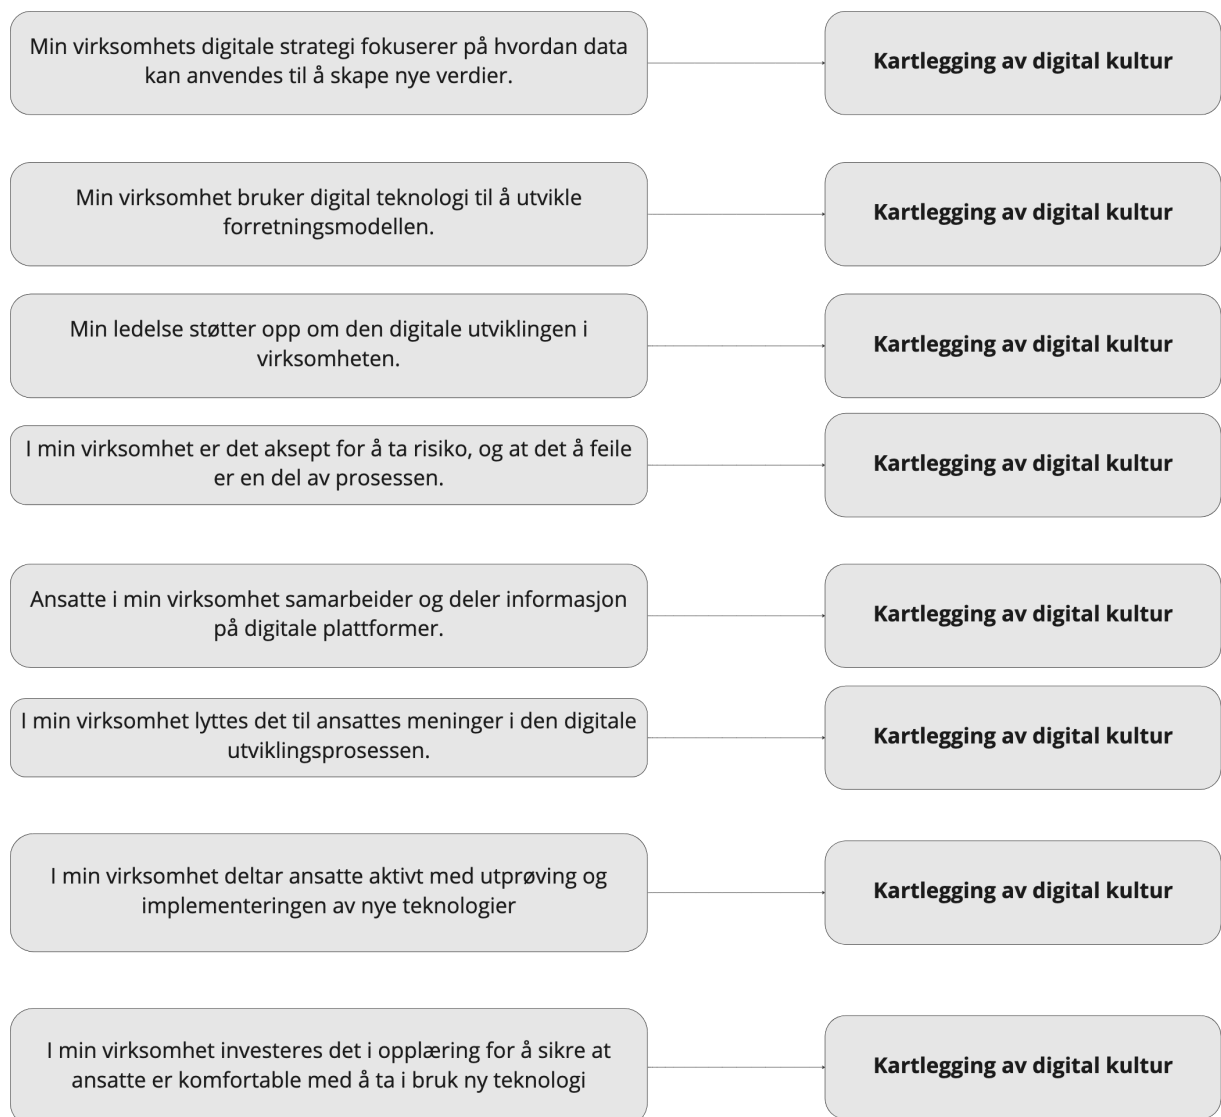 Min virksomhets digitale strategi fokuserer på hvordan data
kan anvendes til å skape nye verdier.
Kartlegging av digital kultur
Min virksomhet bruker digital teknologi til å utvikle
forretningsmodellen.
Kartlegging av digital kultur
Min ledelse støtter opp om den digitale utviklingen i
virksomheten.
Kartlegging av digital kultur
I min virksomhet er det aksept for å ta risiko, og at det å feile
er en del av prosessen.
Kartlegging av digital kultur
Ansatte i min virksomhet samarbeider og deler informasjon
på digitale plattformer.
Kartlegging av digital kultur
I min virksomhet lyttes det til ansattes meninger i den digitale
utviklingsprosessen.
Kartlegging av digital kultur
I min virksomhet deltar ansatte aktivt med utprøving og
implementeringen av nye teknologier
Kartlegging av digital kultur
I min virksomhet investeres det i opplæring for å sikre at
ansatte er komfortable med å ta i bruk ny teknologi
Kartlegging av digital kultur